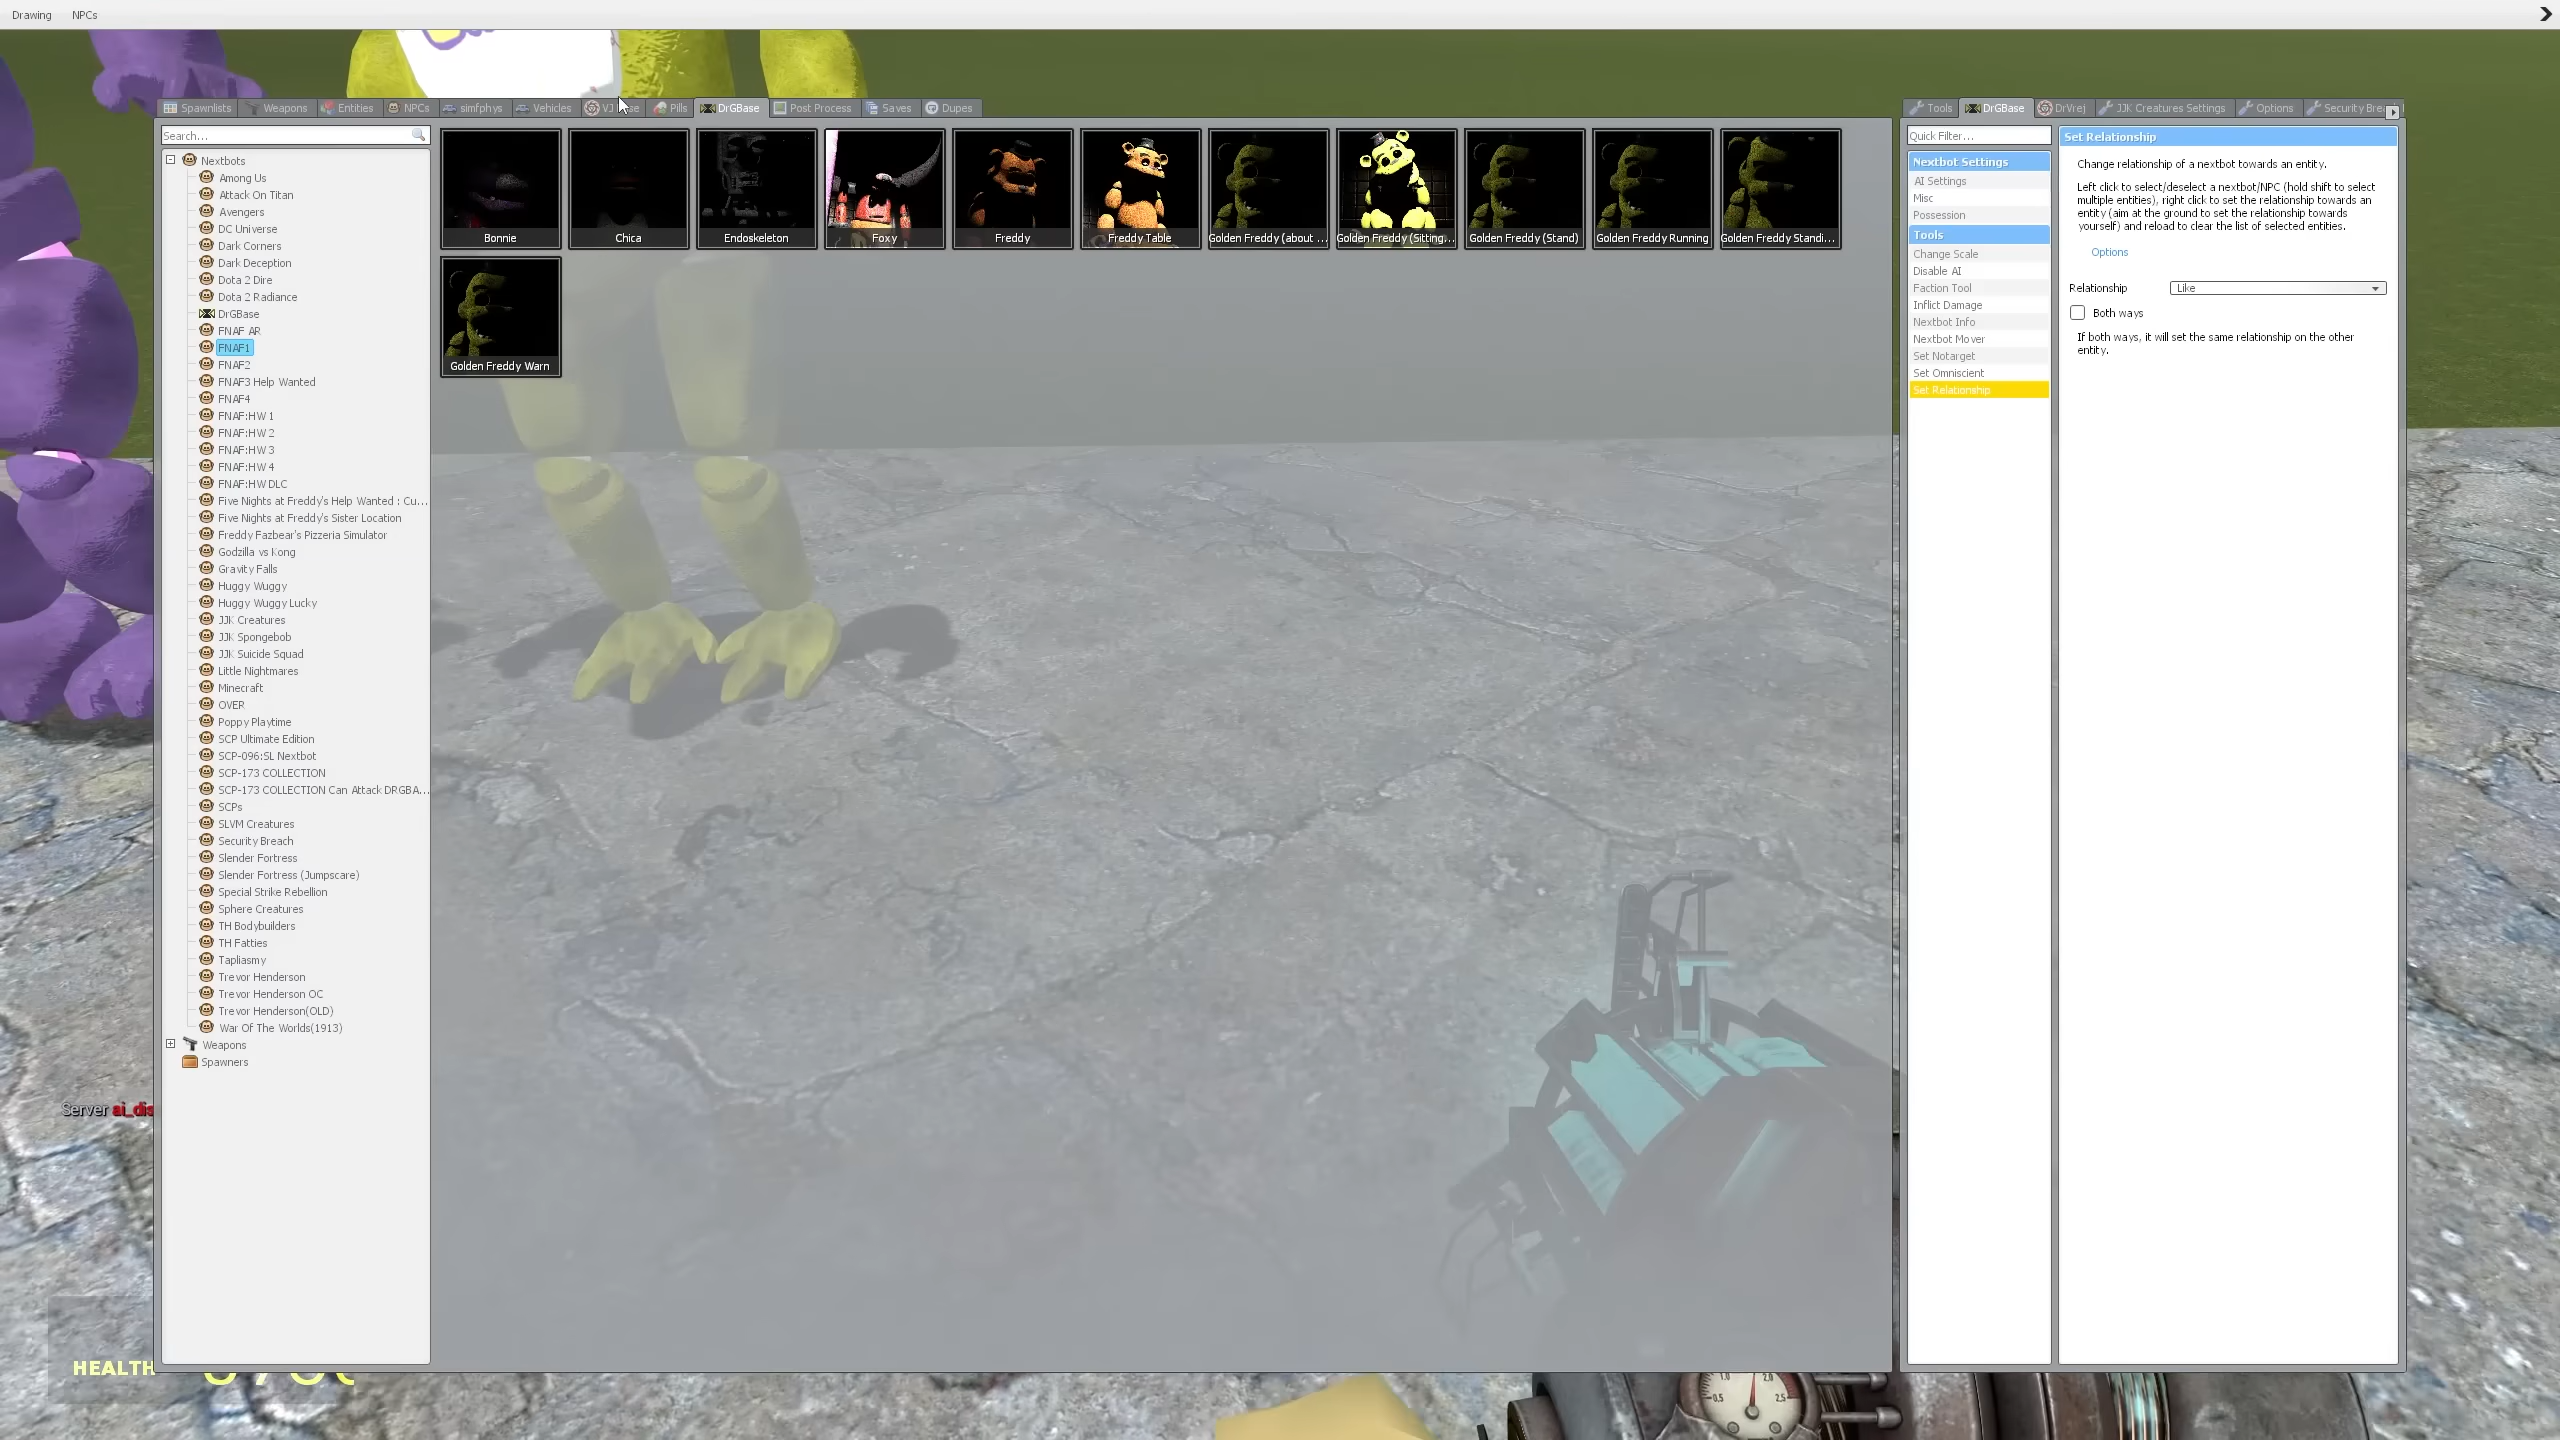 Drawing NPCs
Spawnlists Weapons Entities NPCs simfphys Vehicles VJ Pills DrGBase Post Process Saves Dupes
Tools DrGBase DrVrej JJK Creatures Settings Options Security
Search...
Nextbots
Among Us
Attack On Titan
Avengers
DC Universe
Dark Corners
Dark Deception
Dota 2 Dire
Dota 2 Radiance
DrGBase
FNAF AR
FNAF1
FNAF2
FNAF3 Help Wanted
FNAF4
FNAF:HW 1
FNAF:HW 2
FNAF:HW 3
FNAF:HW 4
FNAF:HW DLC
Five Nights at Freddy's Help Wanted : Cu...
Five Nights at Freddy's Sister Location
Freddy Fazbear's Pizzeria Simulator
Godzilla vs Kong
Gravity Falls
Huggy Wuggy
Huggy Wuggy Lucky
JJK Creatures
JJK Spongebob
JJK Suicide Squad
Little Nightmares
Minecraft
OVER
Poppy Playtime
SCP Ultimate Edition
SCP-096:SL Nextbot
SCP-173 COLLECTION
SCP-173 COLLECTION Can Attack DRGBA...
SCPs
SLVM Creatures
Security Breach
Slender Fortress
Slender Fortress (Jumpscare)
Special Strike Rebellion
Sphere Creatures
TH Bodybuilders
TH Fatties
Tapliasmy
Trevor Henderson
Trevor Henderson OC
Trevor Henderson(OLD)
War Of The Worlds(1913)
Weapons
Spawners
Bonnie Chica Endoskeleton Foxy Freddy Freddy Table Golden Freddy (about ... Golden Freddy (Sitting... Golden Freddy (Stand) Golden Freddy Running Golden Freddy Standi...
Golden Freddy Warn
Quick Filter...
Nextbot Settings
AI Settings
Misc
Possession
Tools
Change Scale
Disable AI
Faction Tool
Inflict Damage
Nextbot Info
Nextbot Mover
Set Notarget
Set Omniscient
Set Relationship
Set Relationship
Change relationship of a nextbot towards an entity.
Left click to select/deselect a nextbot/NPC (hold shift to select
multiple entities), right click to set the relationship towards an
entity (aim at the ground to set the relationship towards
yourself) and reload to clear the list of selected entities.
Options
Relationship Like
Both ways
If both ways, it will set the same relationship on the other
entity.
Server ai_dis
HEALTH
1.0 2.0
0.5 2.5